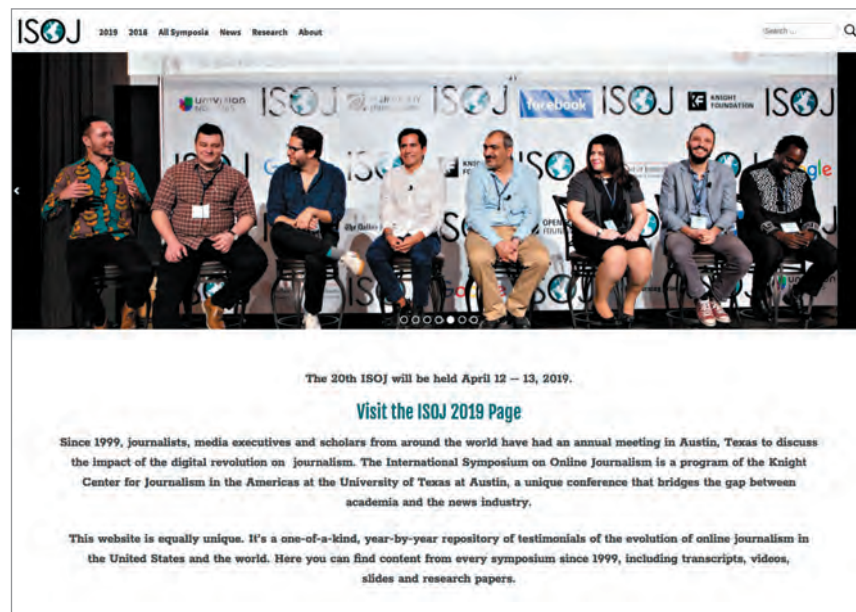 ISOJ
2019 2018 All Symposia News Research About
Search ...
UNIVISION NOTICIAS ISOJ ISOJ facebook ISOJ KNIGHT FOUNDATION ISOJ
ISOJ
The Dallas
OPEN
Google
The 20th ISOJ will be held April 12 – 13, 2019.
Visit the ISOJ 2019 Page
Since 1999, journalists, media executives and scholars from around the world have had an annual meeting in Austin, Texas to discuss
the impact of the digital revolution on journalism. The International Symposium on Online Journalism is a program of the Knight
Center for Journalism in the Americas at the University of Texas at Austin, a unique conference that bridges the gap between
academia and the news industry.
This website is equally unique. It's a one-of-a-kind, year-by-year repository of testimonials of the evolution of online journalism in
the United States and the world. Here you can find content from every symposium since 1999, including transcripts, videos,
slides and research papers.